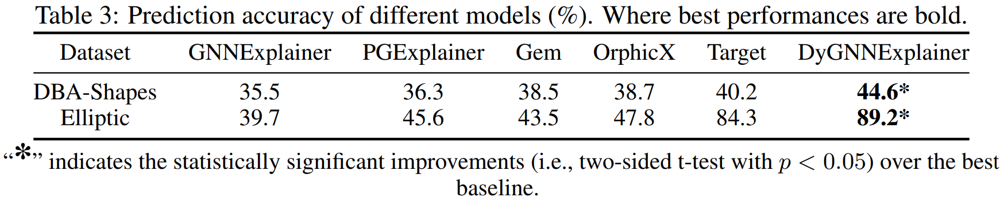 Table 3: Prediction accuracy of different models (%). Where best performances are bold.
Dataset GNNExplainer PGExplainer Gem OrphicX Target DyGNNExplainer
DBA-Shapes 35.5 36.3 38.5 38.7 40.2 44.6*
Elliptic 39.7 45.6 43.5 47.8 84.3 89.2*
“*” indicates the statistically significant improvements (i.e., two-sided t-test with p < 0.05) over the best
baseline.